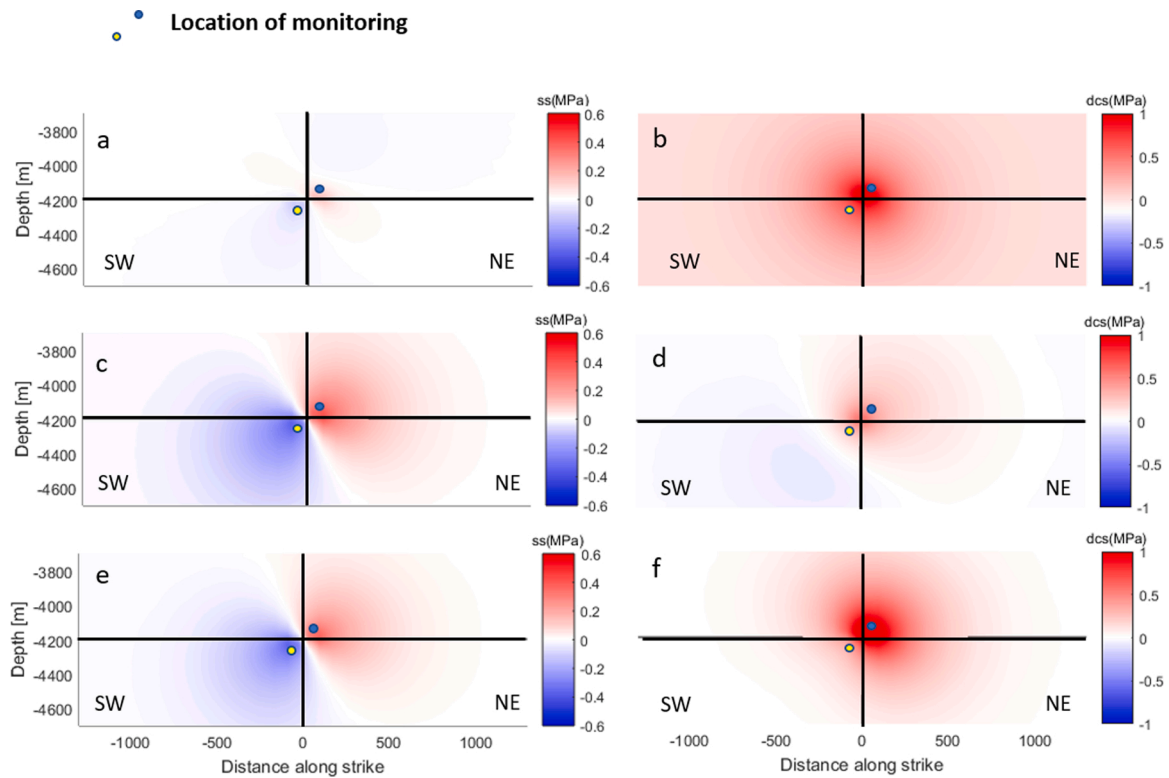 Location of monitoring
ss(MPa)
a
Depth [m]
-3800
-4000
-4200
-4400
-4600
SW
NE
0.6
0.4
0.2
0
-0.2
-0.4
-0.6
dcs(MPa)
b
SW
NE
1
0.5
0
-0.5
-1
ss(MPa)
c
Depth [m]
-3800
-4000
-4200
-4400
-4600
SW
NE
0.6
0.4
0.2
0
-0.2
-0.4
-0.6
dcs(MPa)
d
SW
NE
1
0.5
0
-0.5
-1
ss(MPa)
e
Depth [m]
-3800
-4000
-4200
-4400
-4600
SW
NE
0.6
0.4
0.2
0
-0.2
-0.4
-0.6
-1000 -500 0 500 1000
Distance along strike
dcs(MPa)
f
SW
NE
1
0.5
0
-0.5
-1
-1000 -500 0 500 1000
Distance along strike